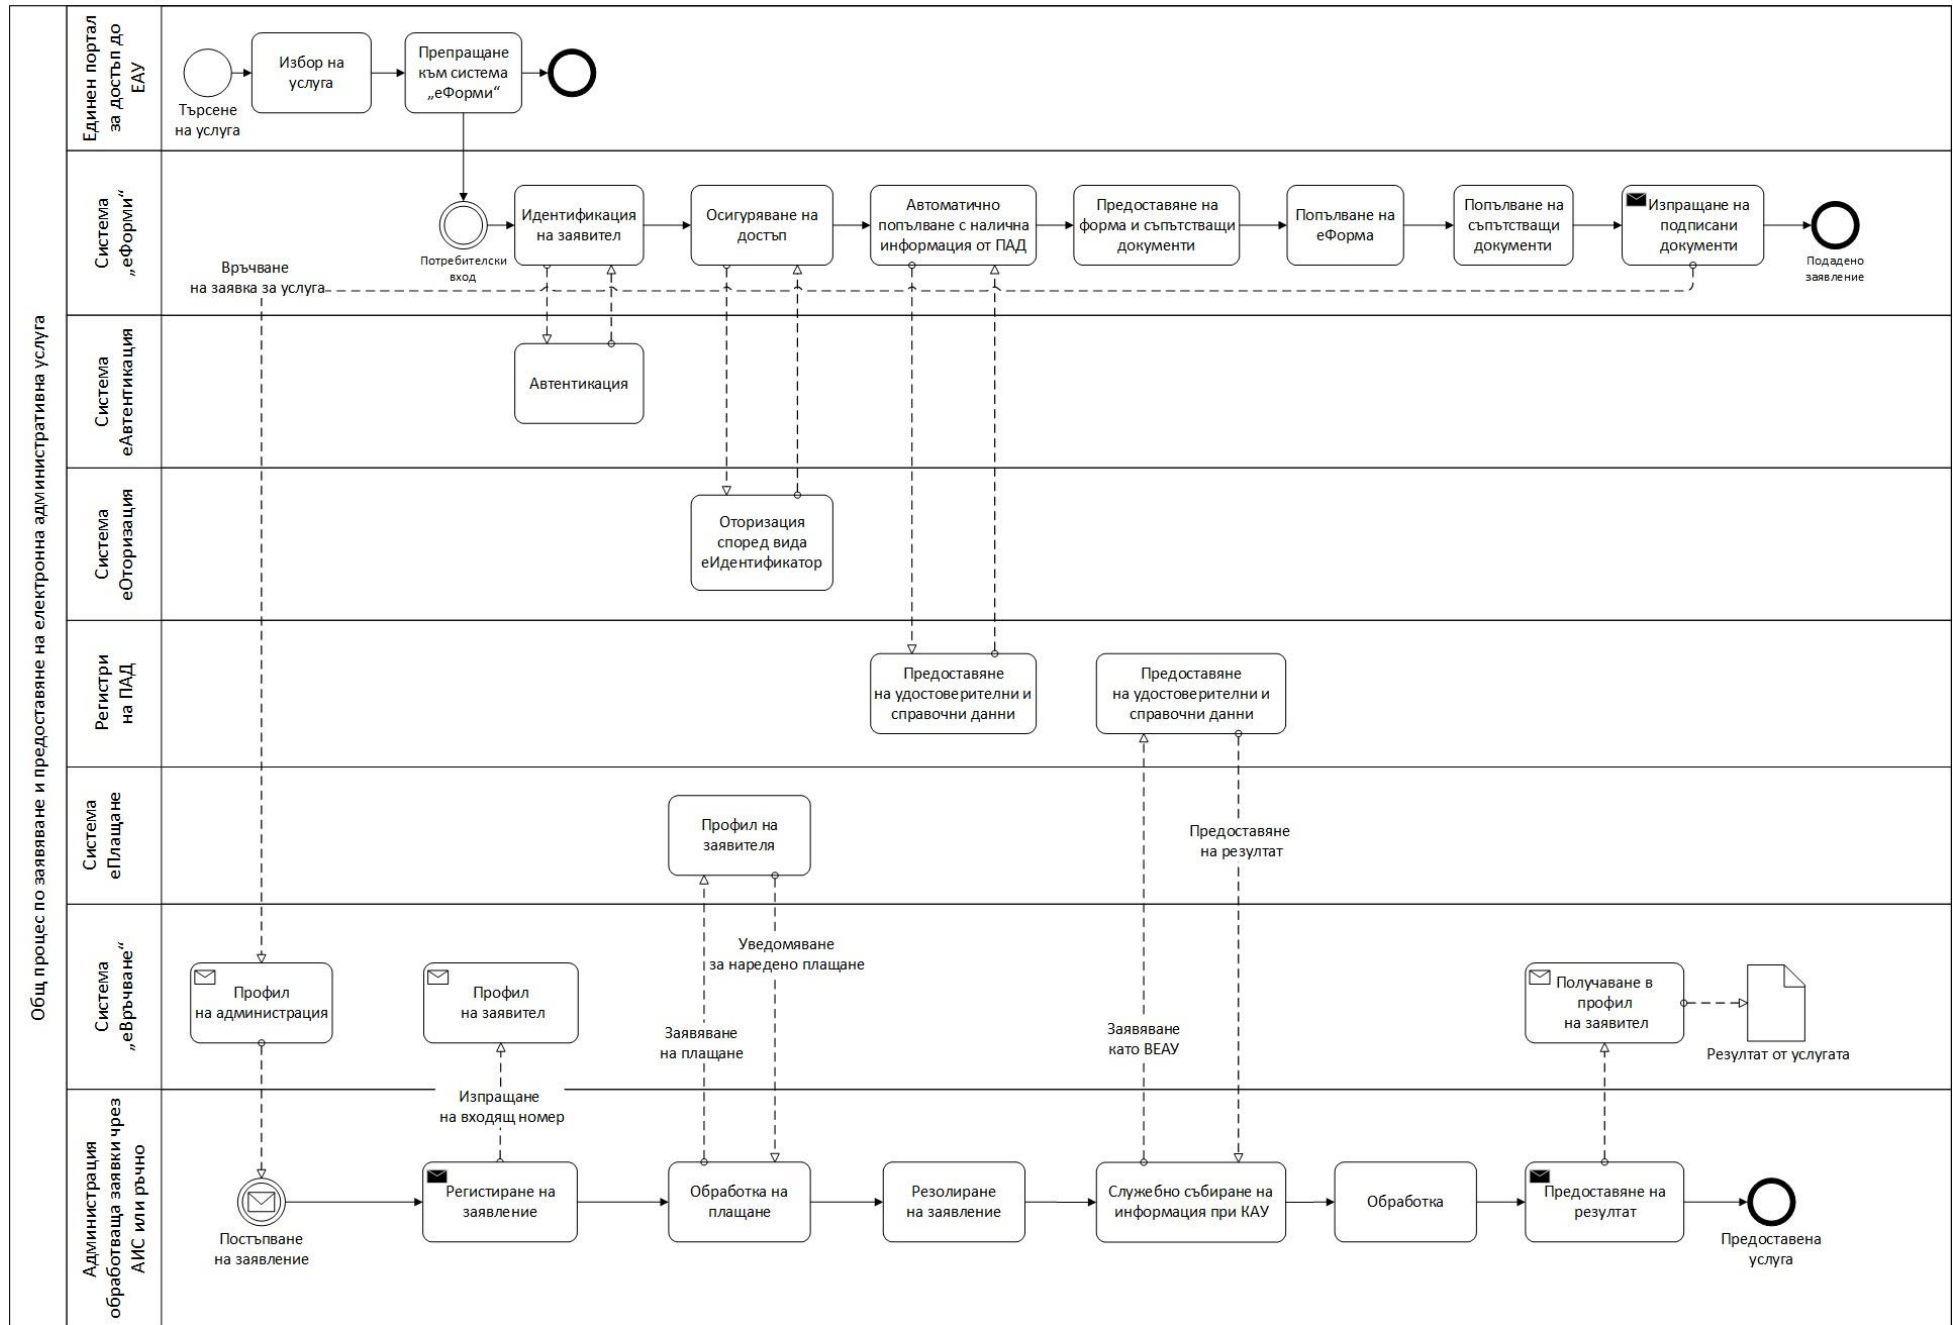 Общ процес по заявяване и предоставяне на електронна административна услуга
Единен портал
за достъп до
ЕАУ
Търсене
на услуга
Избор на
услуга
Препращане
към система
„еФорми“
Система
„еФорми“
Потребителски
вход
Идентификация
на заявител
Осигуряване на
достъп
Автоматично
попълване с налична
информация от ПАД
Предоставяне на
форма и съпътстващи
документи
Попълване на
еФорма
Попълване на
съпътстващи
документи
Изпращане на
подписани
документи
Подадено
заявление
Връчване
на заявка за услуга
Система
еАвтентикация
Автентикация
Система
еОторизация
Оторизация
според вида
еИдентификатор
Регистри
на ПАД
Предоставяне
на удостоверителни и
справочни данни
Предоставяне
на удостоверителни и
справочни данни
Система
еПлащане
Профил на
заявителя
Предоставяне
на резултат
Система
„еВръчване“
Профил
на администрация
Профил
на заявител
Уведомяване
за наредено плащане
Заявяване
на плащане
Заявяване
като ВЕАУ
Получаване в
профил
на заявител
Резултат от услугата
Изпращане
на входящ номер
Администрация
обработваща заявки чрез
АИС или ръчно
Постъпване
на заявление
Регистиране на
заявление
Обработка на
плащане
Резолиране
на заявление
Служебно събиране на
информация при КАУ
Обработка
Предоставяне на
резултат
Предоставена
услуга